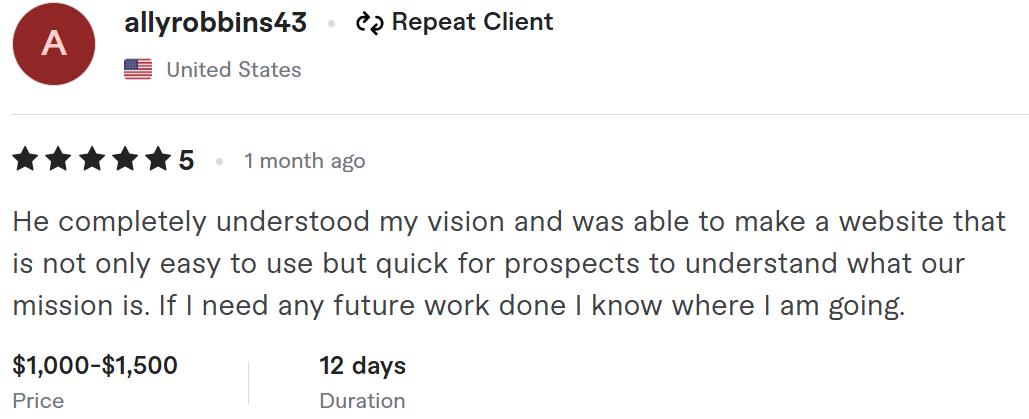 A
allyrobbins43 • Repeat Client
United States
5 • 1 month ago
He completely understood my vision and was able to make a website that
is not only easy to use but quick for prospects to understand what our
mission is. If I need any future work done I know where I am going.
$1,000-$1,500 12 days
Price Duration